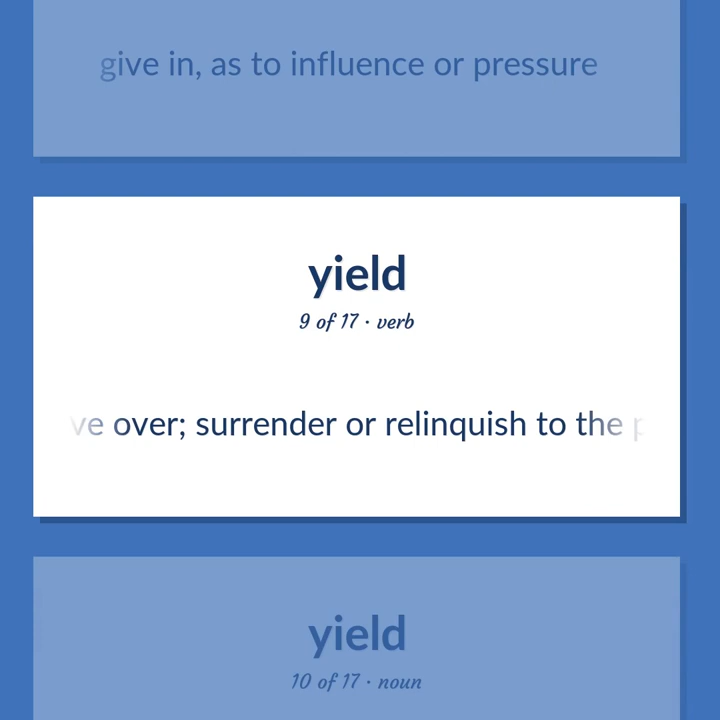 give in, as to influence or pressure
yield
9 of 17 · verb
ve over; surrender or relinquish to the p
yield
10 of 17 · noun